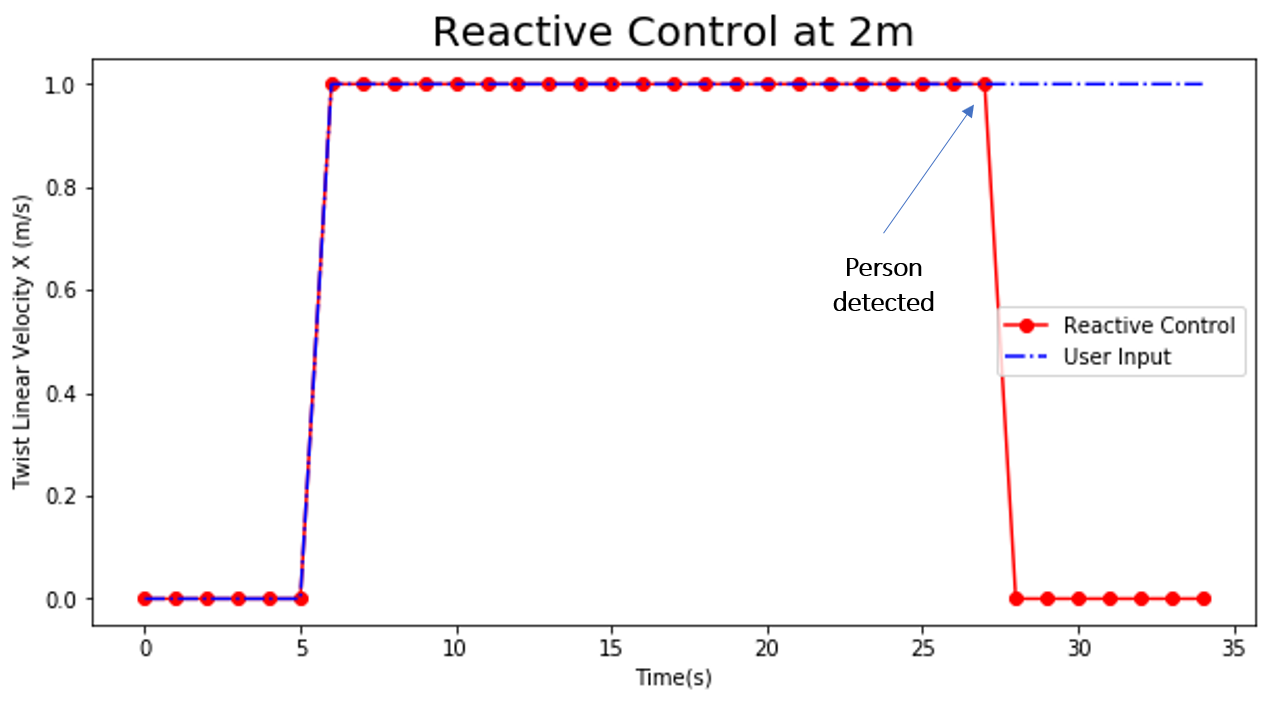 Reactive Control at 2m
1.0
0.8
0.6
0.4
0.2
0.0
Twist Linear Velocity X (m/s)
Person
detected
Reactive Control
User Input
0 5 10 15 20 25 30 35
Time(s)